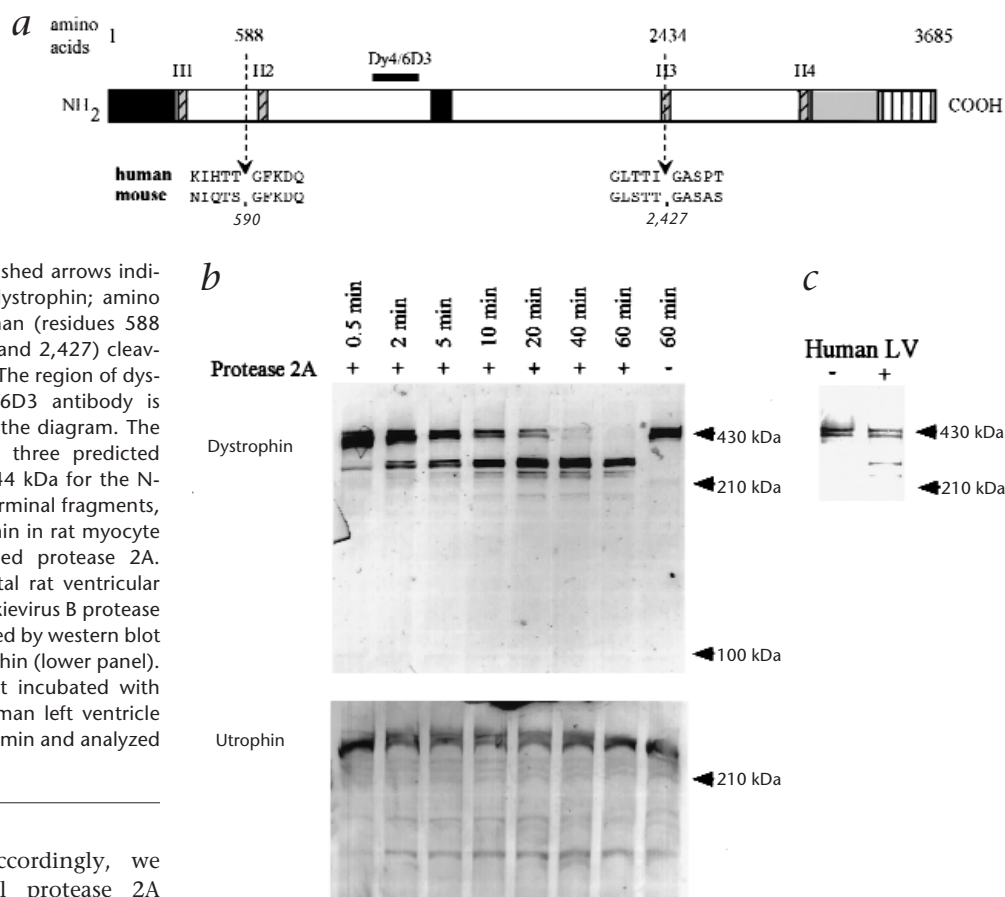 a
amino
acids
1 588 2434 3685
Dy4/6D3
H1 H2 H3 H4
NH2 COOH
human KIHTT GFKDQ GLTTI GASPT
mouse NIQTS GFKDQ GLSTT GASAS
590 2,427
shed arrows indi-
dystrophin; amino
nan (residues 588
and 2,427) cleav-
The region of dys-
6D3 antibody is
the diagram. The
three predicted
44 kDa for the N-
erminal fragments,
hin in rat myocyte
ed protease 2A.
tal rat ventricular
kievirus B protease
ed by western blot
phin (lower panel).
t incubated with
man left ventricle
min and analyzed
ccordingly, we
l protease 2A
b
0.5 min 2 min 5 min 10 min 20 min 40 min 60 min 60 min
Protease 2A + + + + + + + -
Dystrophin
430 kDa
210 kDa
100 kDa
Utrophin
210 kDa
c
Human LV
- +
430 kDa
210 kDa